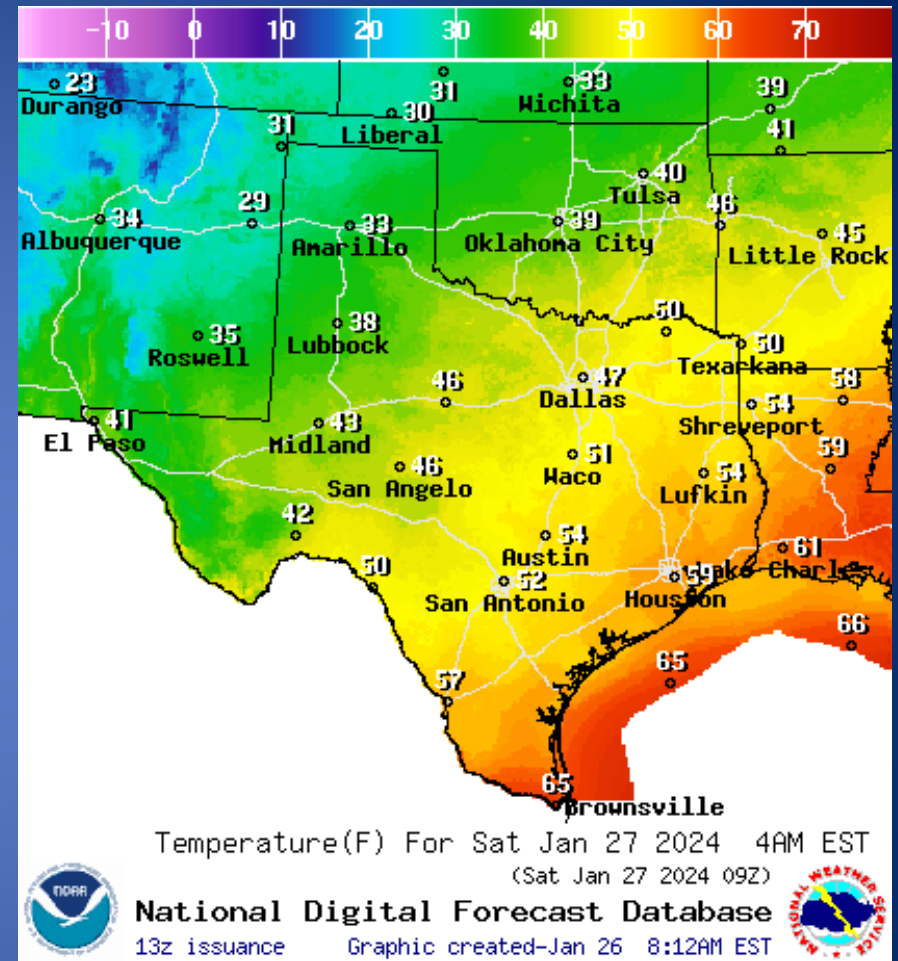 -10 0 10 20 30 40 50 60 70
23
Durango
31
33
Wichita
30
Liberal
39
31
41
40
Tulsa
34
Albuquerque
29
33
Amarillo
39
Oklahoma City
46
45
Little Rock
35
Roswell
38
Lubbock
50
50
Texarkana
47
Dallas
46
58
54
Shreveport
41
El Paso
43
Midland
51
Waco
59
46
San Angelo
54
Lufkin
42
54
Austin
61
Lake Charles
50
52
San Antonio
59
Houston
66
65
57
65
Brownsville
Temperature(F) For Sat Jan 27 2024 4AM EST
(Sat Jan 27 2024 09Z)
NOAA
National Digital Forecast Database
13z issuance Graphic created-Jan 26 8:12AM EST
NATIONAL WEATHER SERVICE